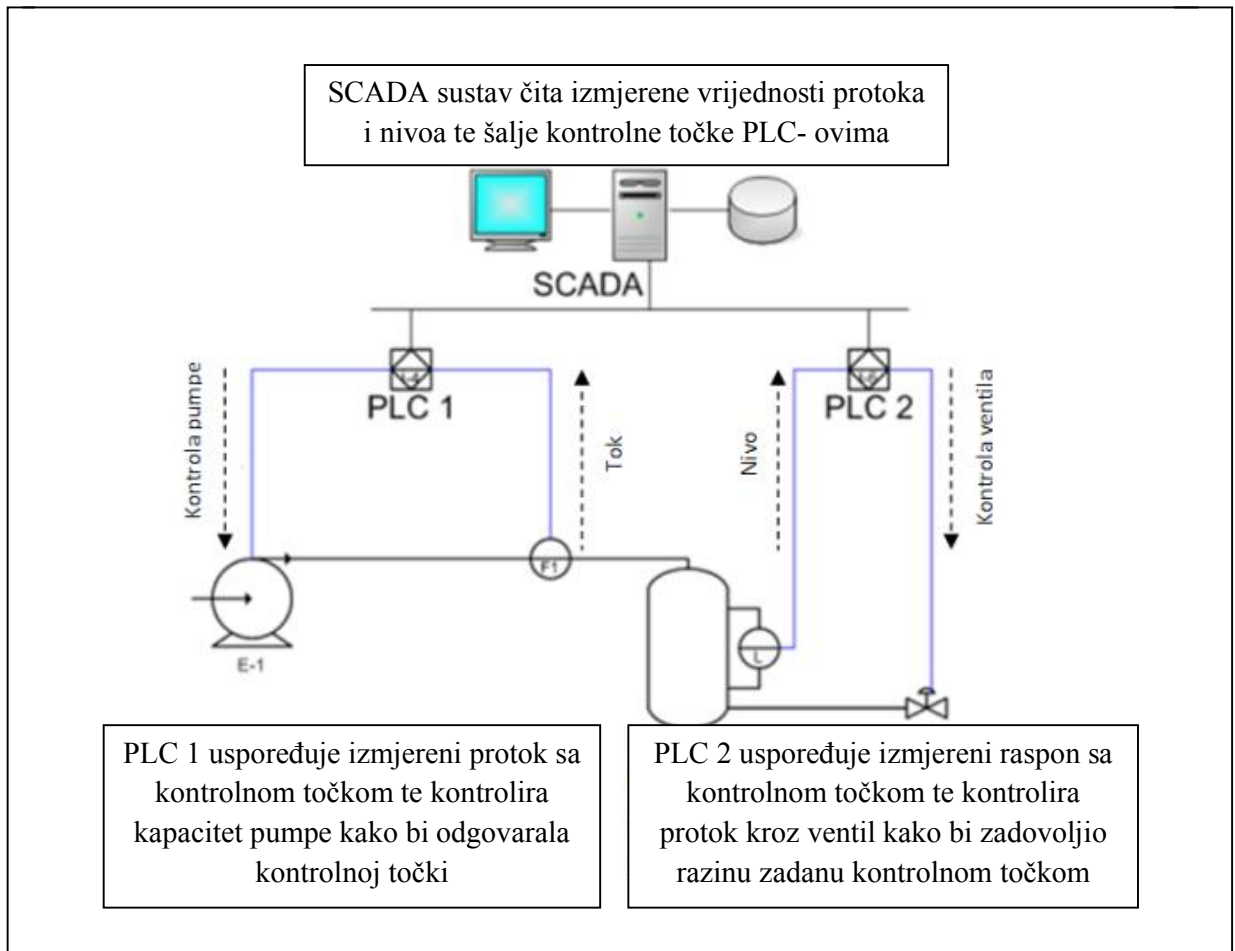 SCADA sustav čita izmjerene vrijednosti protoka
i nivoa te šalje kontrolne točke PLC- ovima
SCADA
PLC 1
PLC 2
Kontrola pumpe
Tok
Nivo
Kontrola ventila
F1
E-1
L
PLC 1 uspoređuje izmjereni protok sa
kontrolnom točkom te kontrolira
kapacitet pumpe kako bi odgovarala
kontrolnoj točki
PLC 2 uspoređuje izmjereni raspon sa
kontrolnom točkom te kontrolira
protok kroz ventil kako bi zadovoljio
razinu zadanu kontrolnom točkom